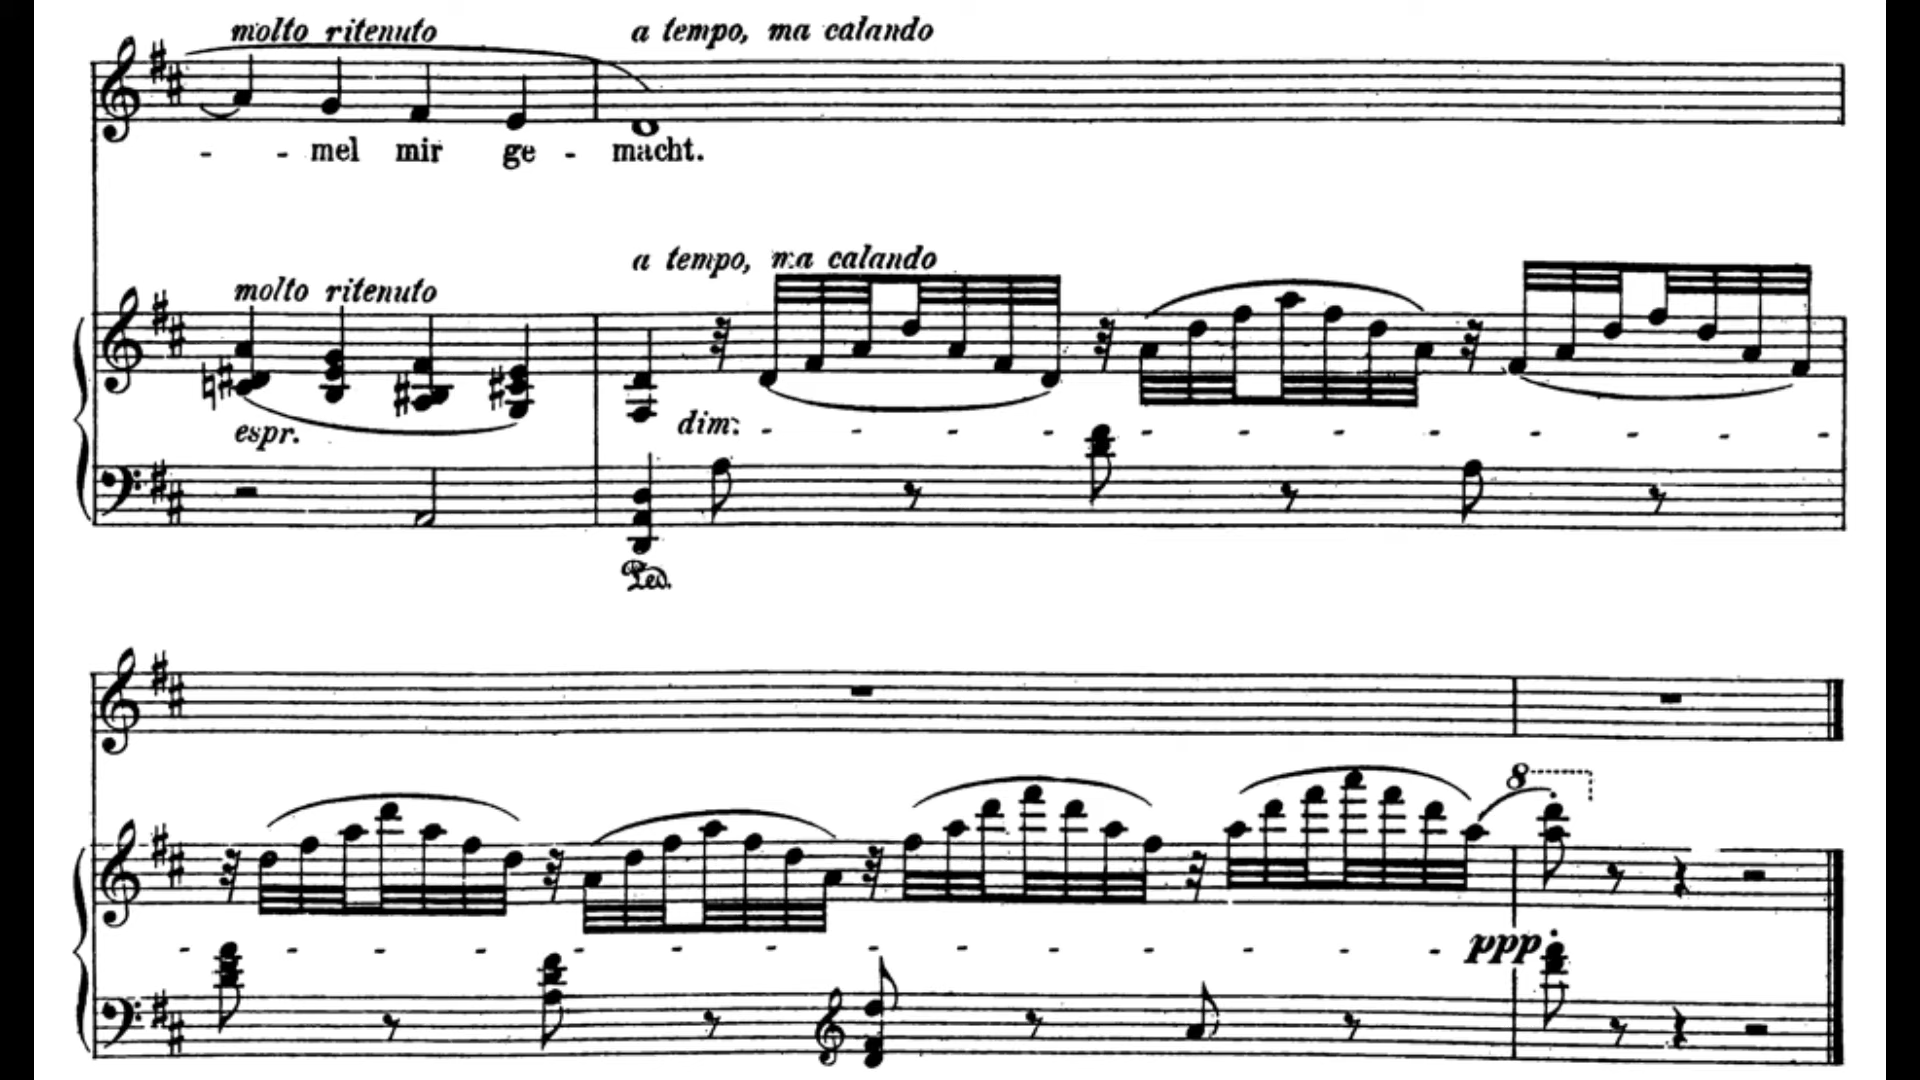 molto ritenuto a tempo, ma calando
- - mel mir ge - macht.
a tempo, ma calando
molto ritenuto
espr. dim.
Ped.
8
ppp